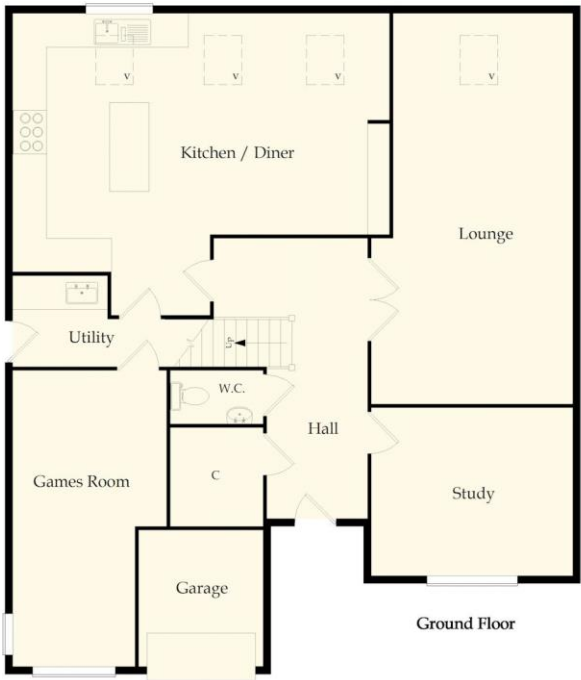 v
v
v
v
Kitchen / Diner
Lounge
Utility
Up
W.C.
Hall
C
Games Room
Study
Garage
Ground Floor